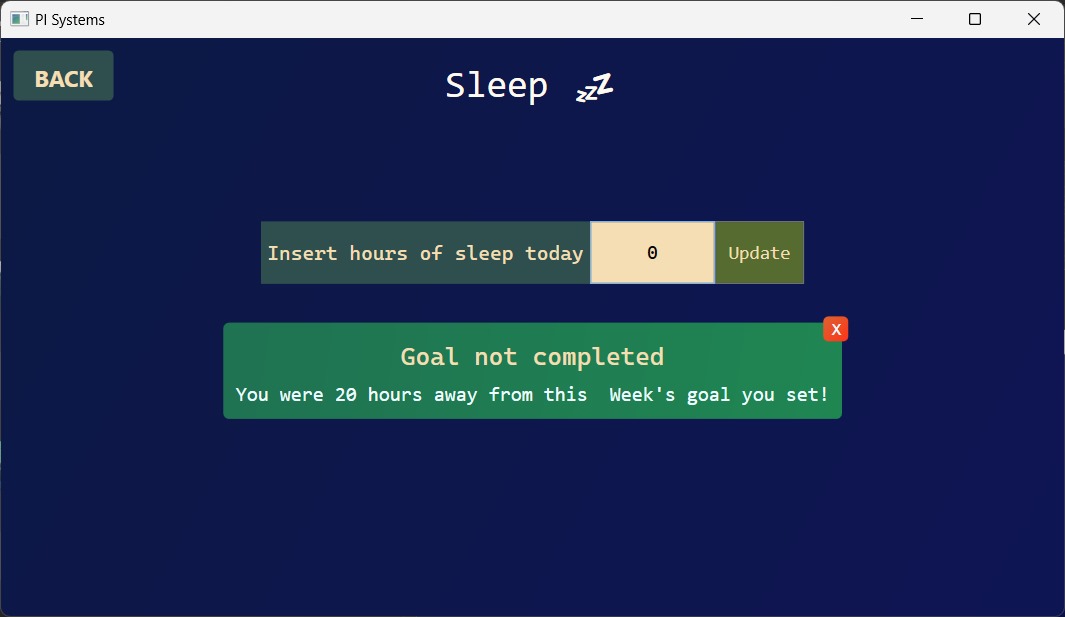 PI Systems
BACK
Sleep 💤
Insert hours of sleep today 0 Update
X
Goal not completed
You were 20 hours away from this  Week's goal you set!